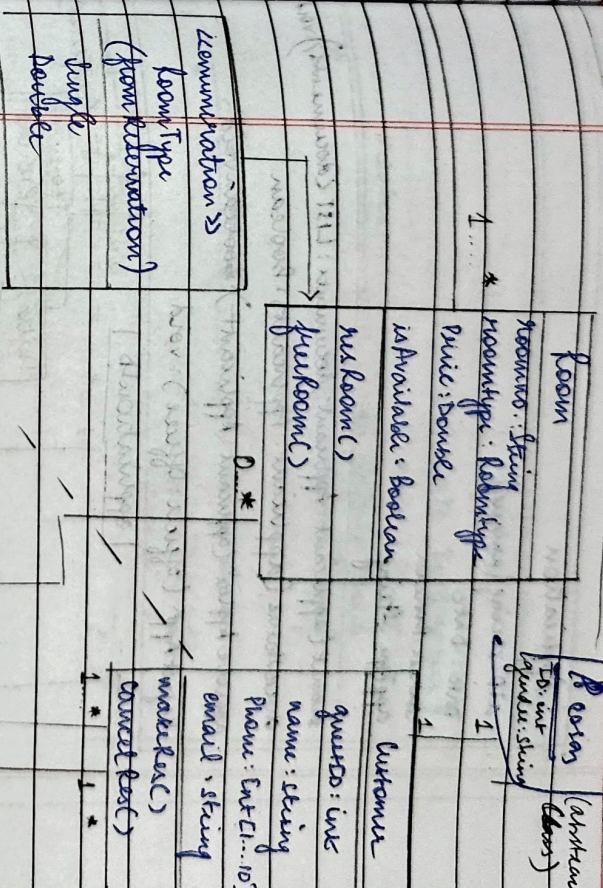 Room
roomno.: String
roomtype: Roomtype
Price: Double
isAvailable: Boolean
resRoom()
freeRoom()
1.....*
0...*
<<enumeration>>
RoomType
(from Reservation)
Single
Double
ID: int
gender: string
(abstract
class)
1
1
Customer
guestID: int
name: string
Phone: Int[1...10]
email: string
makeRes()
cancelRes()
1...*
1..*